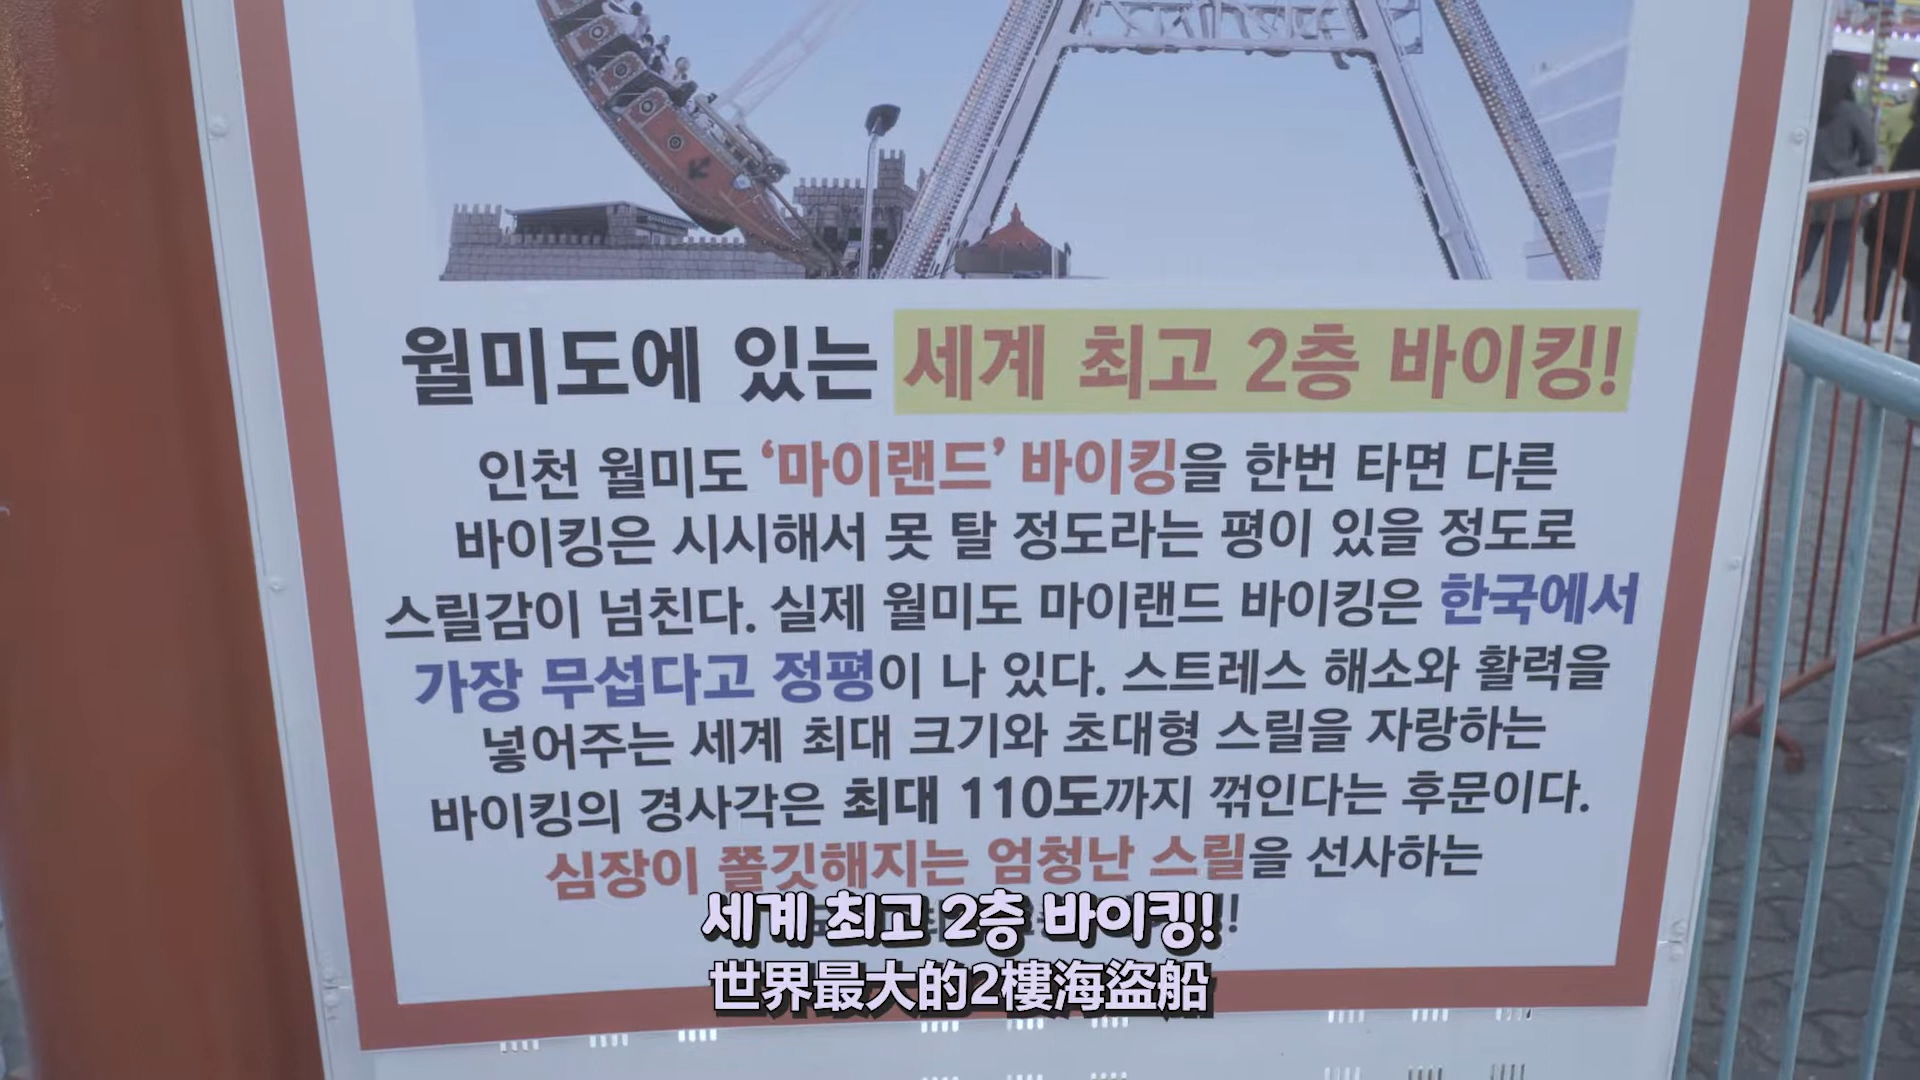 월미도에 있는 세계 최고 2층 바이킹!
인천 월미도 ‘마이랜드’ 바이킹을 한번 타면 다른
바이킹은 시시해서 못 탈 정도라는 평이 있을 정도로
스릴감이 넘친다. 실제 월미도 마이랜드 바이킹은 한국에서
가장 무섭다고 정평이 나 있다. 스트레스 해소와 활력을
넣어주는 세계 최대 크기와 초대형 스릴을 자랑하는
바이킹의 경사각은 최대 110도까지 꺾인다는 후문이다.
심장이 쫄깃해지는 엄청난 스릴을 선사하는
세계 최고 2층 바이킹!
世界最大的2樓海盜船